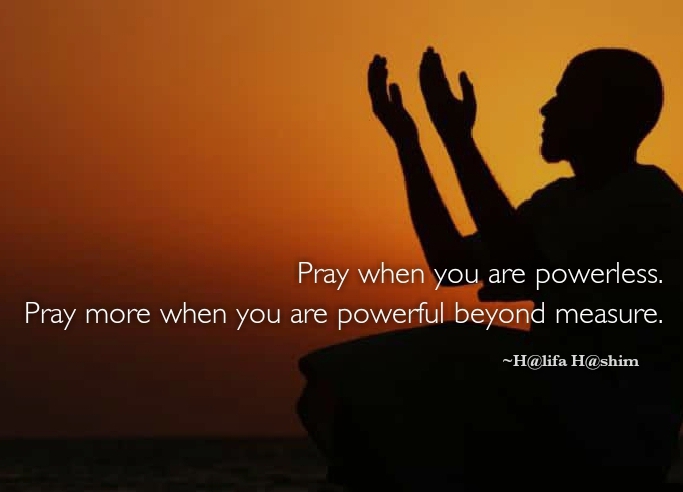 Pray when you are powerless.
Pray more when you are powerful beyond measure.
~H@lifa H@shim